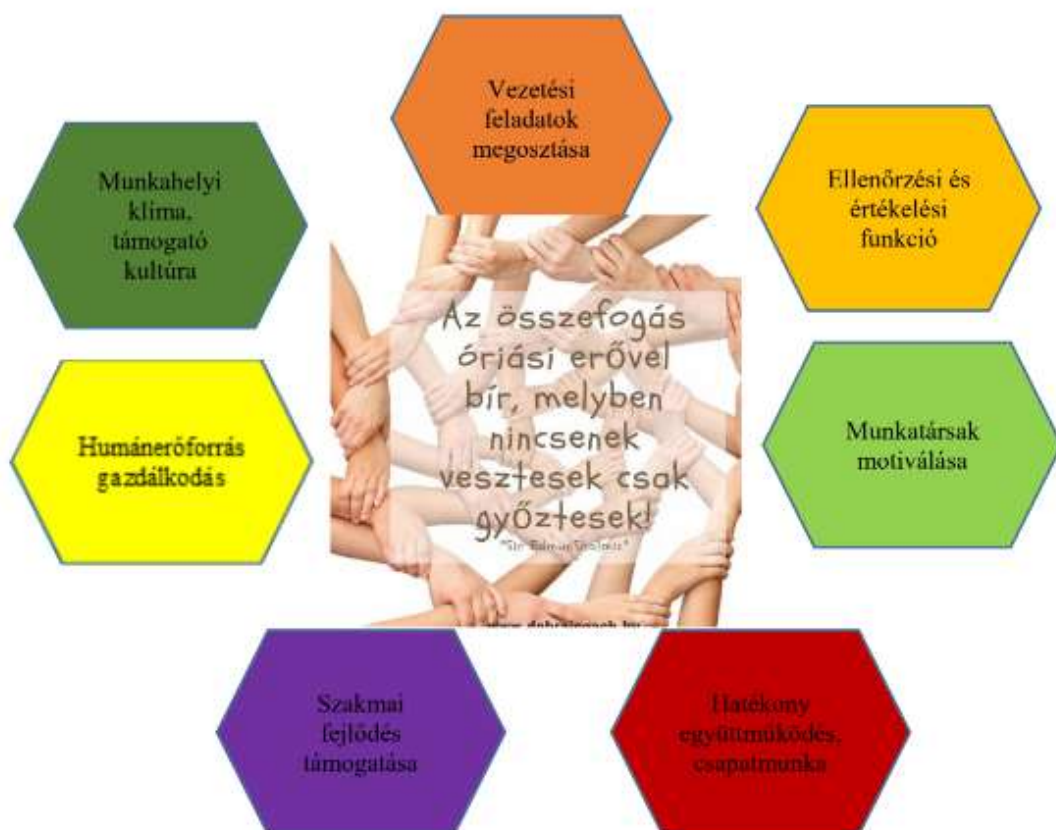 Vezetési
feladatok
megosztása
Munkahelyi
klíma,
támogató
kultúra
Ellenőrzési és
értékelési
funkció
Az összefogás
óriási erővel
bír, melyben
nincsenek
vesztesek csak
győztesek!
Humánerőforrás
gazdálkodás
Munkatársak
motiválása
Szakmai
fejlődés
támogatása
Hatékony
együttműködés,
csapatmunka